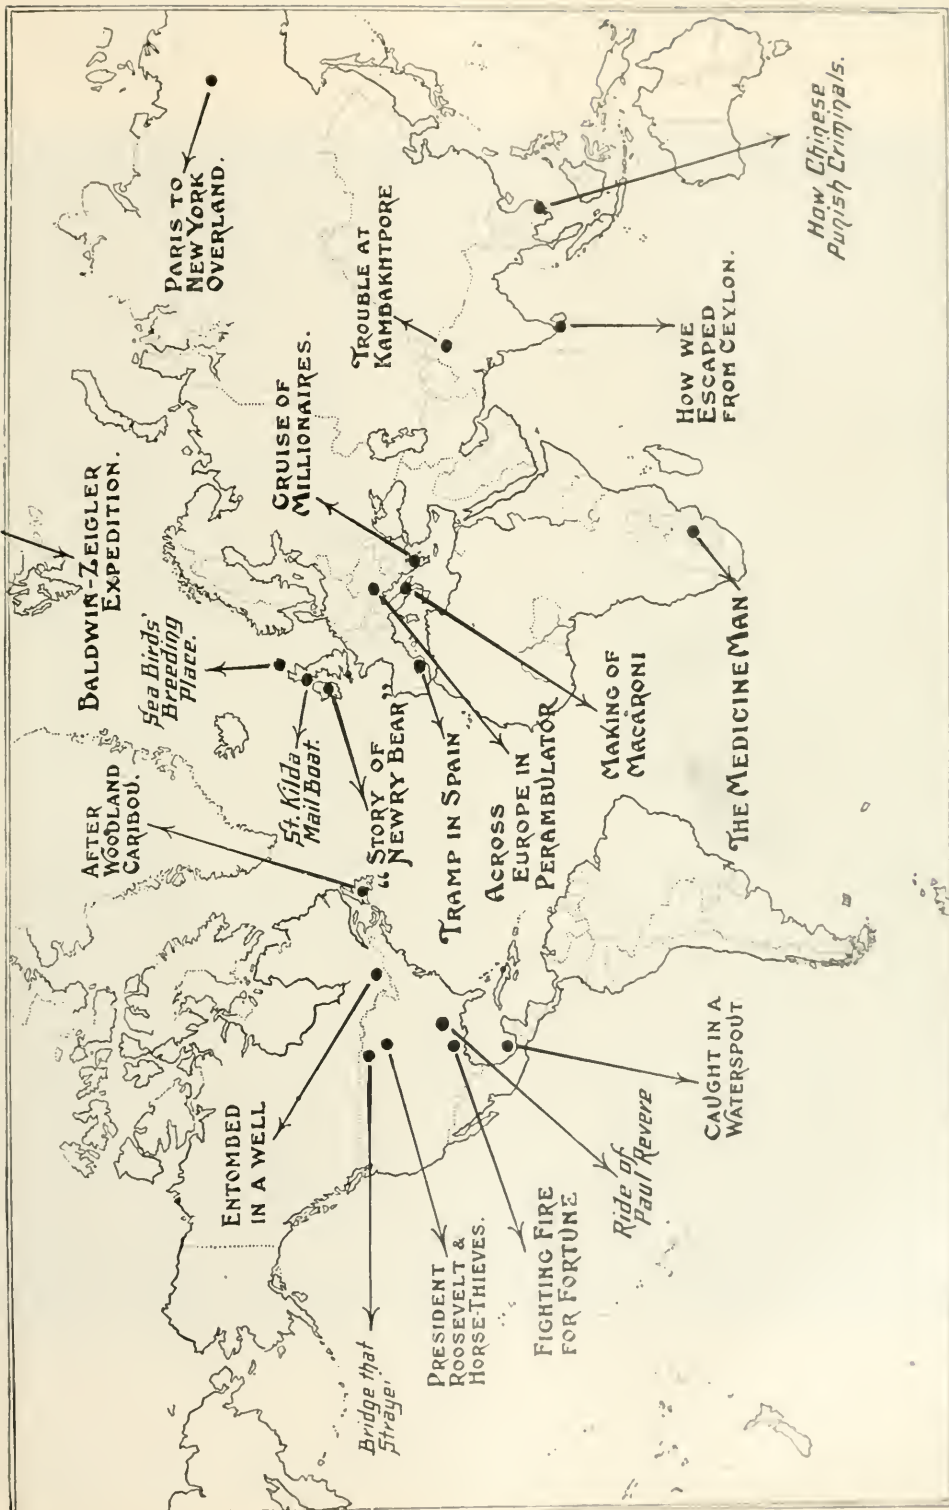 BALDWIN-ZEIGLER
EXPEDITION.
PARIS TO
NEW YORK
OVERLAND.
Sea Birds'
Breeding
Place.
AFTER
WOODLAND
CARIBOU.
CRUISE OF
MILLIONAIRES.
TROUBLE AT
KAMBAKHTPORE
St. Kilda
Mail Boat.
"STORY OF
NEWRY BEAR"
ENTOMBED
IN A WELL
TRAMP IN SPAIN
ACROSS
EUROPE IN
PERAMBULATOR
MAKING OF
MACARONI
HOW WE
ESCAPED
FROM CEYLON.
How Chinese
Punish Criminals.
THE MEDICINE MAN
Bridge that
Straye
PRESIDENT
ROOSEVELT &
HORSE-THIEVES.
FIGHTING FIRE
FOR FORTUNE
Ride of
Paul Revere
CAUGHT IN A
WATERSPOUT